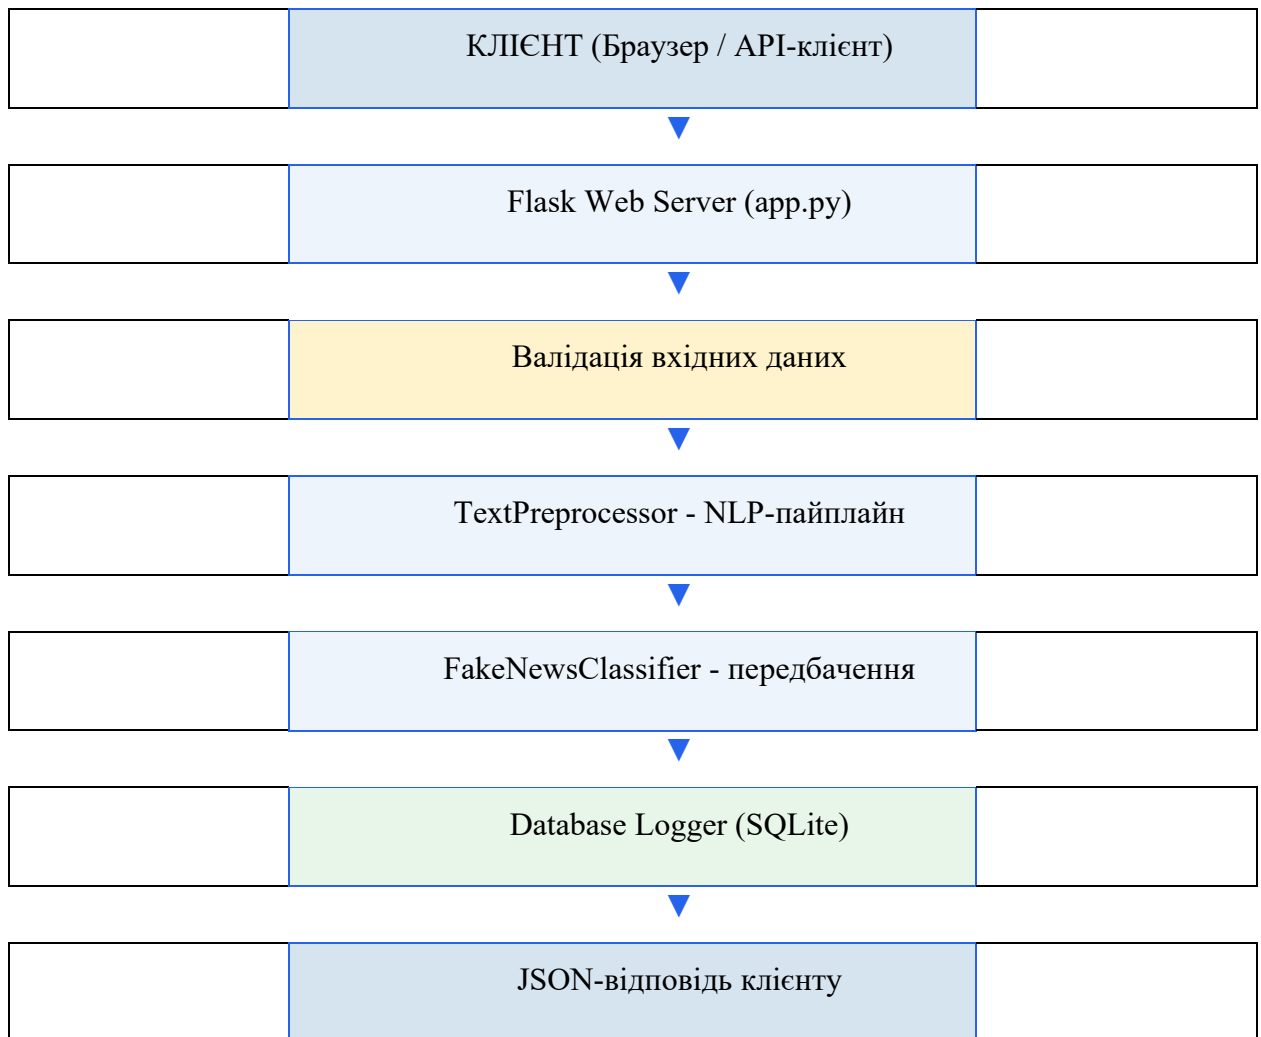 КЛІЄНТ (Браузер / API-клієнт)
Flask Web Server (app.py)
Валідація вхідних даних
TextPreprocessor - NLP-пайплайн
FakeNewsClassifier - передбачення
Database Logger (SQLite)
JSON-відповідь клієнту